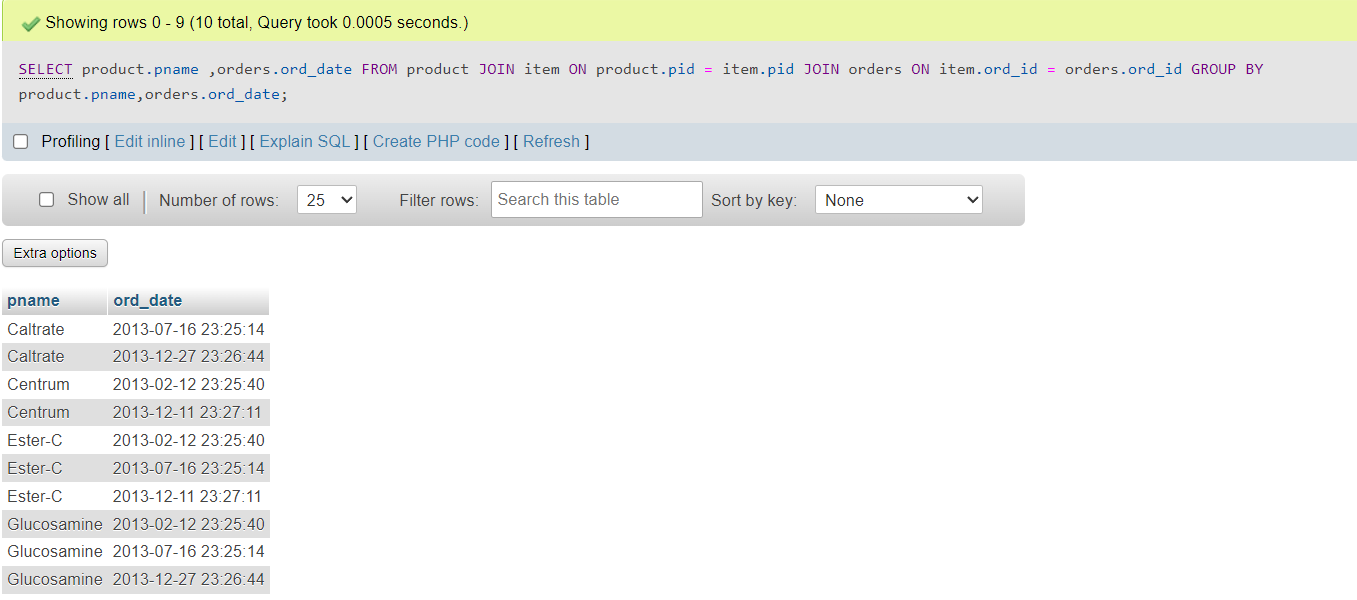 Showing rows 0 - 9 (10 total, Query took 0.0005 seconds.)
SELECT product.pname ,orders.ord_date FROM product JOIN item ON product.pid = item.pid JOIN orders ON item.ord_id = orders.ord_id GROUP BY
product.pname,orders.ord_date;
Profiling [ Edit inline ] [ Edit ] [ Explain SQL ] [ Create PHP code ] [ Refresh ]
Show all Number of rows: 25 Filter rows: Search this table Sort by key: None
Extra options
pname ord_date
Caltrate 2013-07-16 23:25:14
Caltrate 2013-12-27 23:26:44
Centrum 2013-02-12 23:25:40
Centrum 2013-12-11 23:27:11
Ester-C 2013-02-12 23:25:40
Ester-C 2013-07-16 23:25:14
Ester-C 2013-12-11 23:27:11
Glucosamine 2013-02-12 23:25:40
Glucosamine 2013-07-16 23:25:14
Glucosamine 2013-12-27 23:26:44